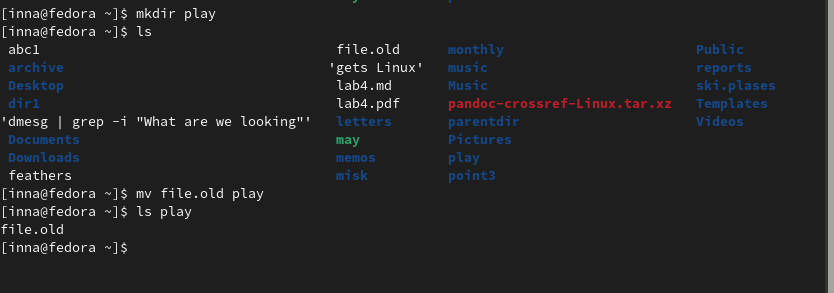 [inna@fedora ~]$ mkdir play
[inna@fedora ~]$ ls
abc1 file.old monthly Public
archive 'gets Linux' music reports
Desktop lab4.md Music ski.plases
dir1 lab4.pdf pandoc-crossref-Linux.tar.xz Templates
'dmesg | grep -i "What are we looking"' letters parentdir Videos
Documents may Pictures
Downloads memos play
feathers misk point3
[inna@fedora ~]$ mv file.old play
[inna@fedora ~]$ ls play
file.old
[inna@fedora ~]$